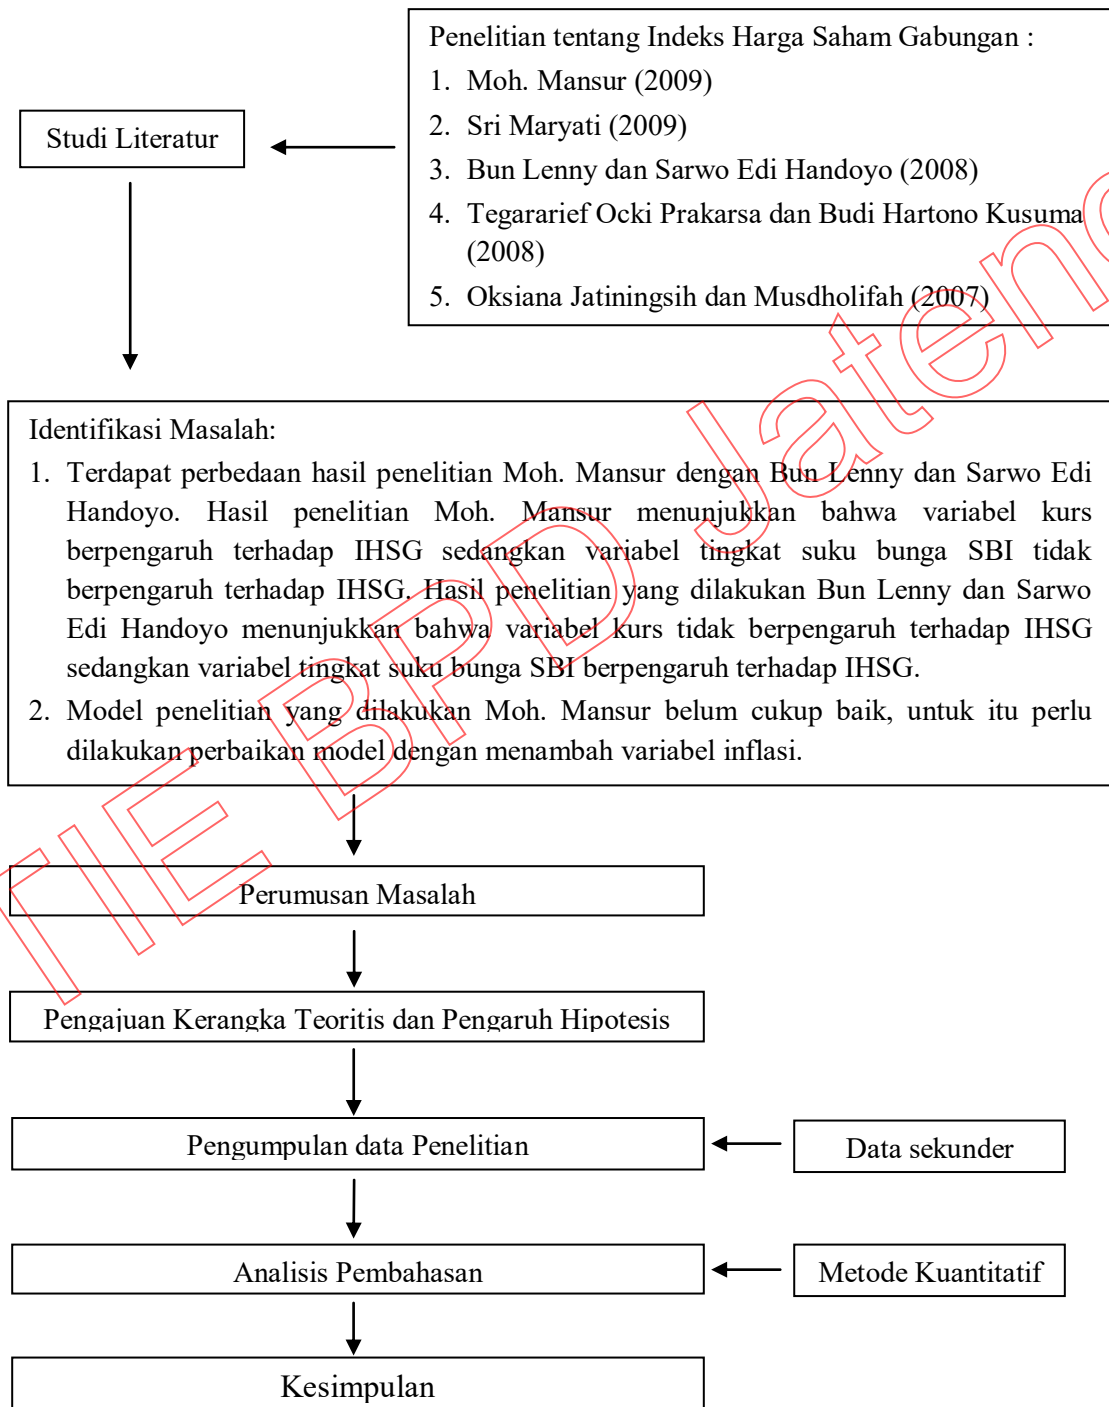 Penelitian tentang Indeks Harga Saham Gabungan :
1. Moh. Mansur (2009)
2. Sri Maryati (2009)
3. Bun Lenny dan Sarwo Edi Handoyo (2008)
4. Tegararief Ocki Prakarsa dan Budi Hartono Kusuma
(2008)
5. Oksiana Jatiningsih dan Musdholifah (2007)
Studi Literatur
Identifikasi Masalah:
1. Terdapat perbedaan hasil penelitian Moh. Mansur dengan Bun Lenny dan Sarwo Edi
Handoyo. Hasil penelitian Moh. Mansur menunjukkan bahwa variabel kurs
berpengaruh terhadap IHSG sedangkan variabel tingkat suku bunga SBI tidak
berpengaruh terhadap IHSG. Hasil penelitian yang dilakukan Bun Lenny dan Sarwo
Edi Handoyo menunjukkan bahwa variabel kurs tidak berpengaruh terhadap IHSG
sedangkan variabel tingkat suku bunga SBI berpengaruh terhadap IHSG.
2. Model penelitian yang dilakukan Moh. Mansur belum cukup baik, untuk itu perlu
dilakukan perbaikan model dengan menambah variabel inflasi.
Perumusan Masalah
Pengajuan Kerangka Teoritis dan Pengaruh Hipotesis
Pengumpulan data Penelitian
Data sekunder
Analisis Pembahasan
Metode Kuantitatif
Kesimpulan
TIE BPD Jateng